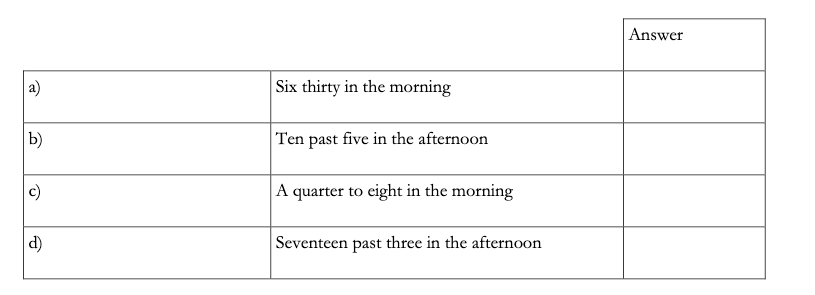 Answer
a) Six thirty in the morning
b) Ten past five in the afternoon
c) A quarter to eight in the morning
d) Seventeen past three in the afternoon